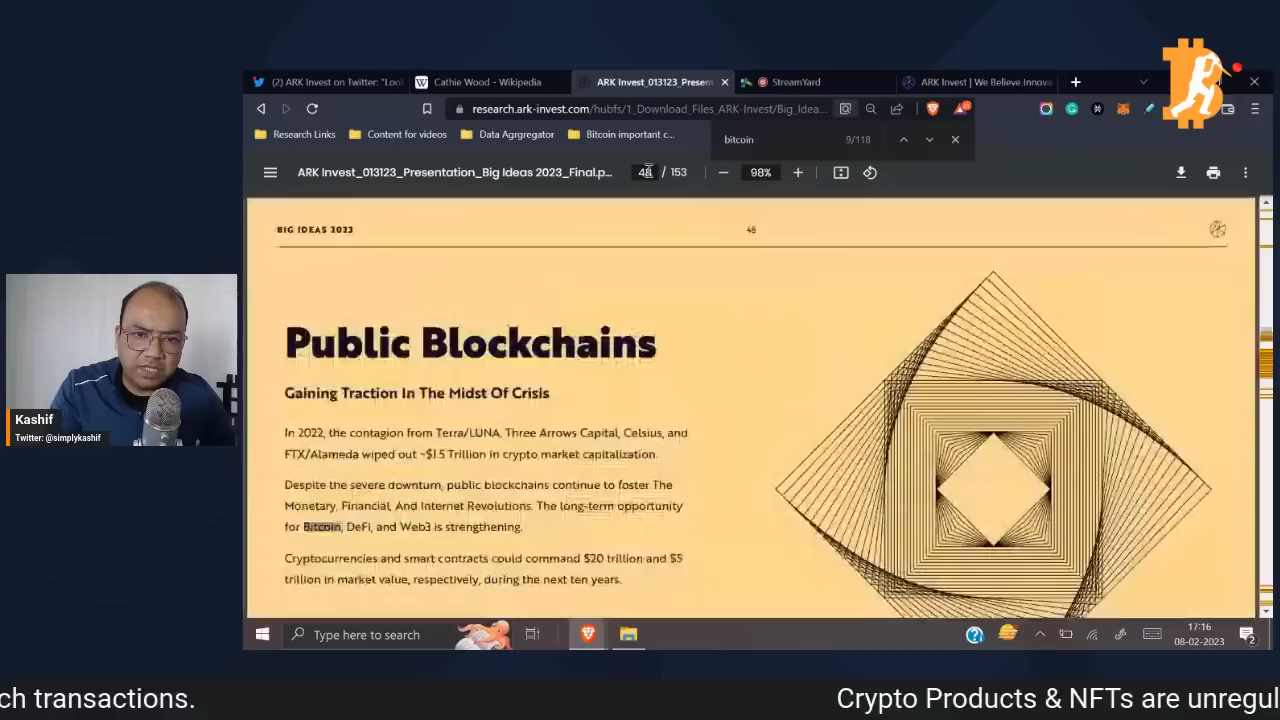 (2) ARK Invest on Twitter: "Lool
Cathie Wood - Wikipedia
ARK Invest_013123_Present
StreamYard
ARK Invest | We Believe Innova
research.ark-invest.com/hubfs/1_Download_Files_ARK-Invest/Big_Idea...
Research Links
Content for videos
Data Agrgregator
Bitcoin important c...
bitcoin
9/118
ARK Invest_013123_Presentation_Big Ideas 2023_Final.p...
48 / 153
98%
BIG IDEAS 2023
48
Public Blockchains
Gaining Traction In The Midst Of Crisis
In 2022, the contagion from Terra/LUNA, Three Arrows Capital, Celsius, and
FTX/Alameda wiped out ~$1.5 Trillion in crypto market capitalization.
Despite the severe downturn, public blockchains continue to foster The
Monetary, Financial, And Internet Revolutions. The long-term opportunity
for Bitcoin, DeFi, and Web3 is strengthening.
Cryptocurrencies and smart contracts could command $20 trillion and $5
trillion in market value, respectively, during the next ten years.
Kashif
Twitter: @simplykashif
Type here to search
17:16
08-02-2023
2
ch transactions.
Crypto Products & NFTs are unregul